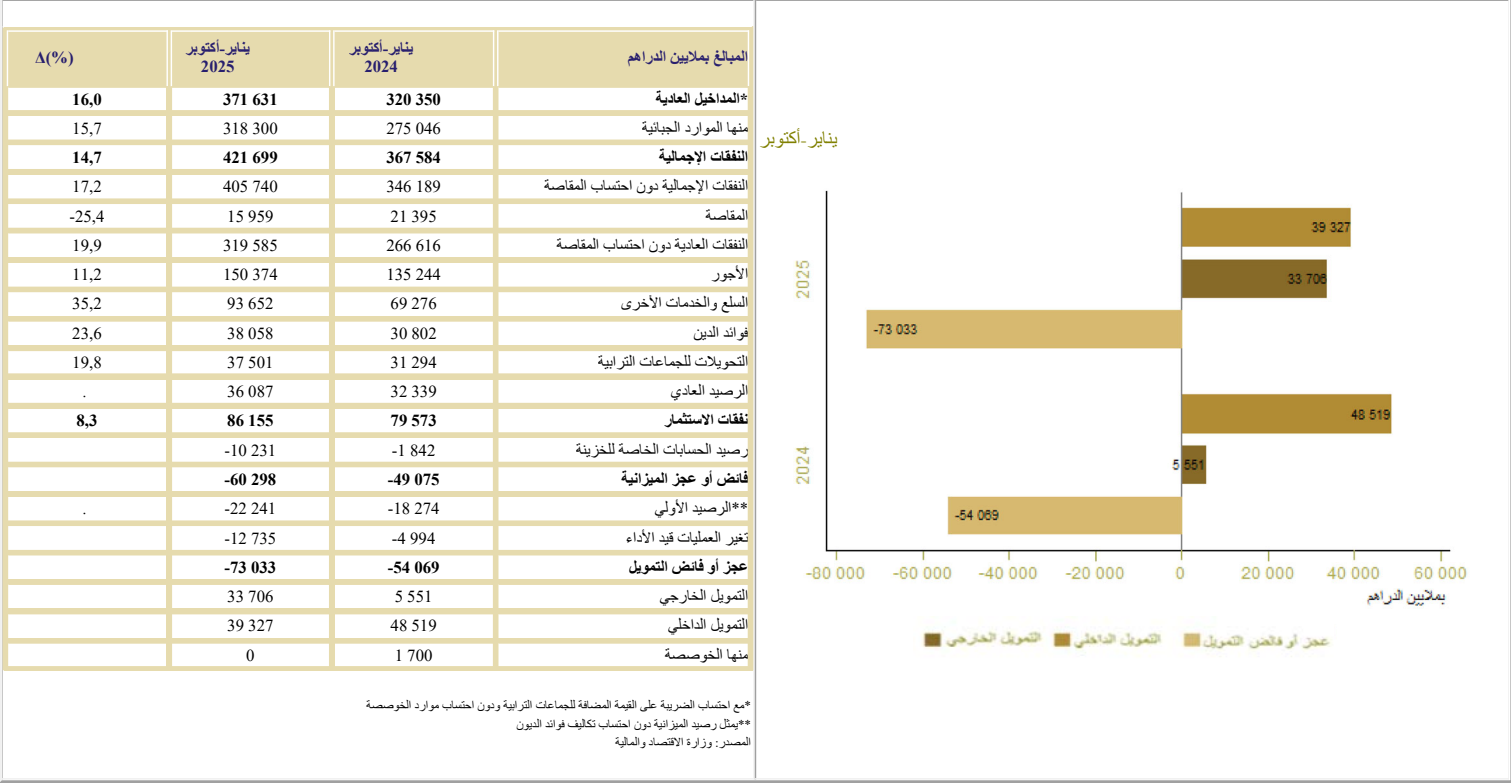 المبالغ بملايين الدراهم يناير-أكتوبر 2024 يناير-أكتوبر 2025 Δ(%)
*المداخيل العادية 320 350 371 631 16,0
منها الموارد الجبائية 275 046 318 300 15,7
النفقات الإجمالية 367 584 421 699 14,7
النفقات الإجمالية دون احتساب المقاصة 346 189 405 740 17,2
المقاصة 21 395 15 959 -25,4
النفقات العادية دون احتساب المقاصة 266 616 319 585 19,9
الأجور 135 244 150 374 11,2
السلع والخدمات الأخرى 69 276 93 652 35,2
فوائد الدين 30 802 38 058 23,6
التحويلات للجماعات الترابية 31 294 37 501 19,8
الرصيد العادي 32 339 36 087 .
نفقات الاستثمار 79 573 86 155 8,3
رصيد الحسابات الخاصة للخزينة -1 842 -10 231
فائض أو عجز الميزانية -49 075 -60 298
**الرصيد الأولي -18 274 -22 241 .
تغير العمليات قيد الأداء -4 994 -12 735
عجز أو فائض التمويل -54 069 -73 033
التمويل الخارجي 5 551 33 706
التمويل الداخلي 48 519 39 327
منها الخوصصة 1 700 0
*مع احتساب الضريبة على القيمة المضافة للجماعات الترابية ودون احتساب موارد الخوصصة
**يمثل رصيد الميزانية دون احتساب تكاليف فوائد الديون
المصدر: وزارة الاقتصاد والمالية
يناير-أكتوبر
39 327
2025
33 706
-73 033
48 519
2024
5 551
-54 069
-80 000 -60 000 -40 000 -20 000 0 20 000 40 000 60 000
بملايين الدراهم
عجز أو فائض التمويل التمويل الداخلي التمويل الخارجي